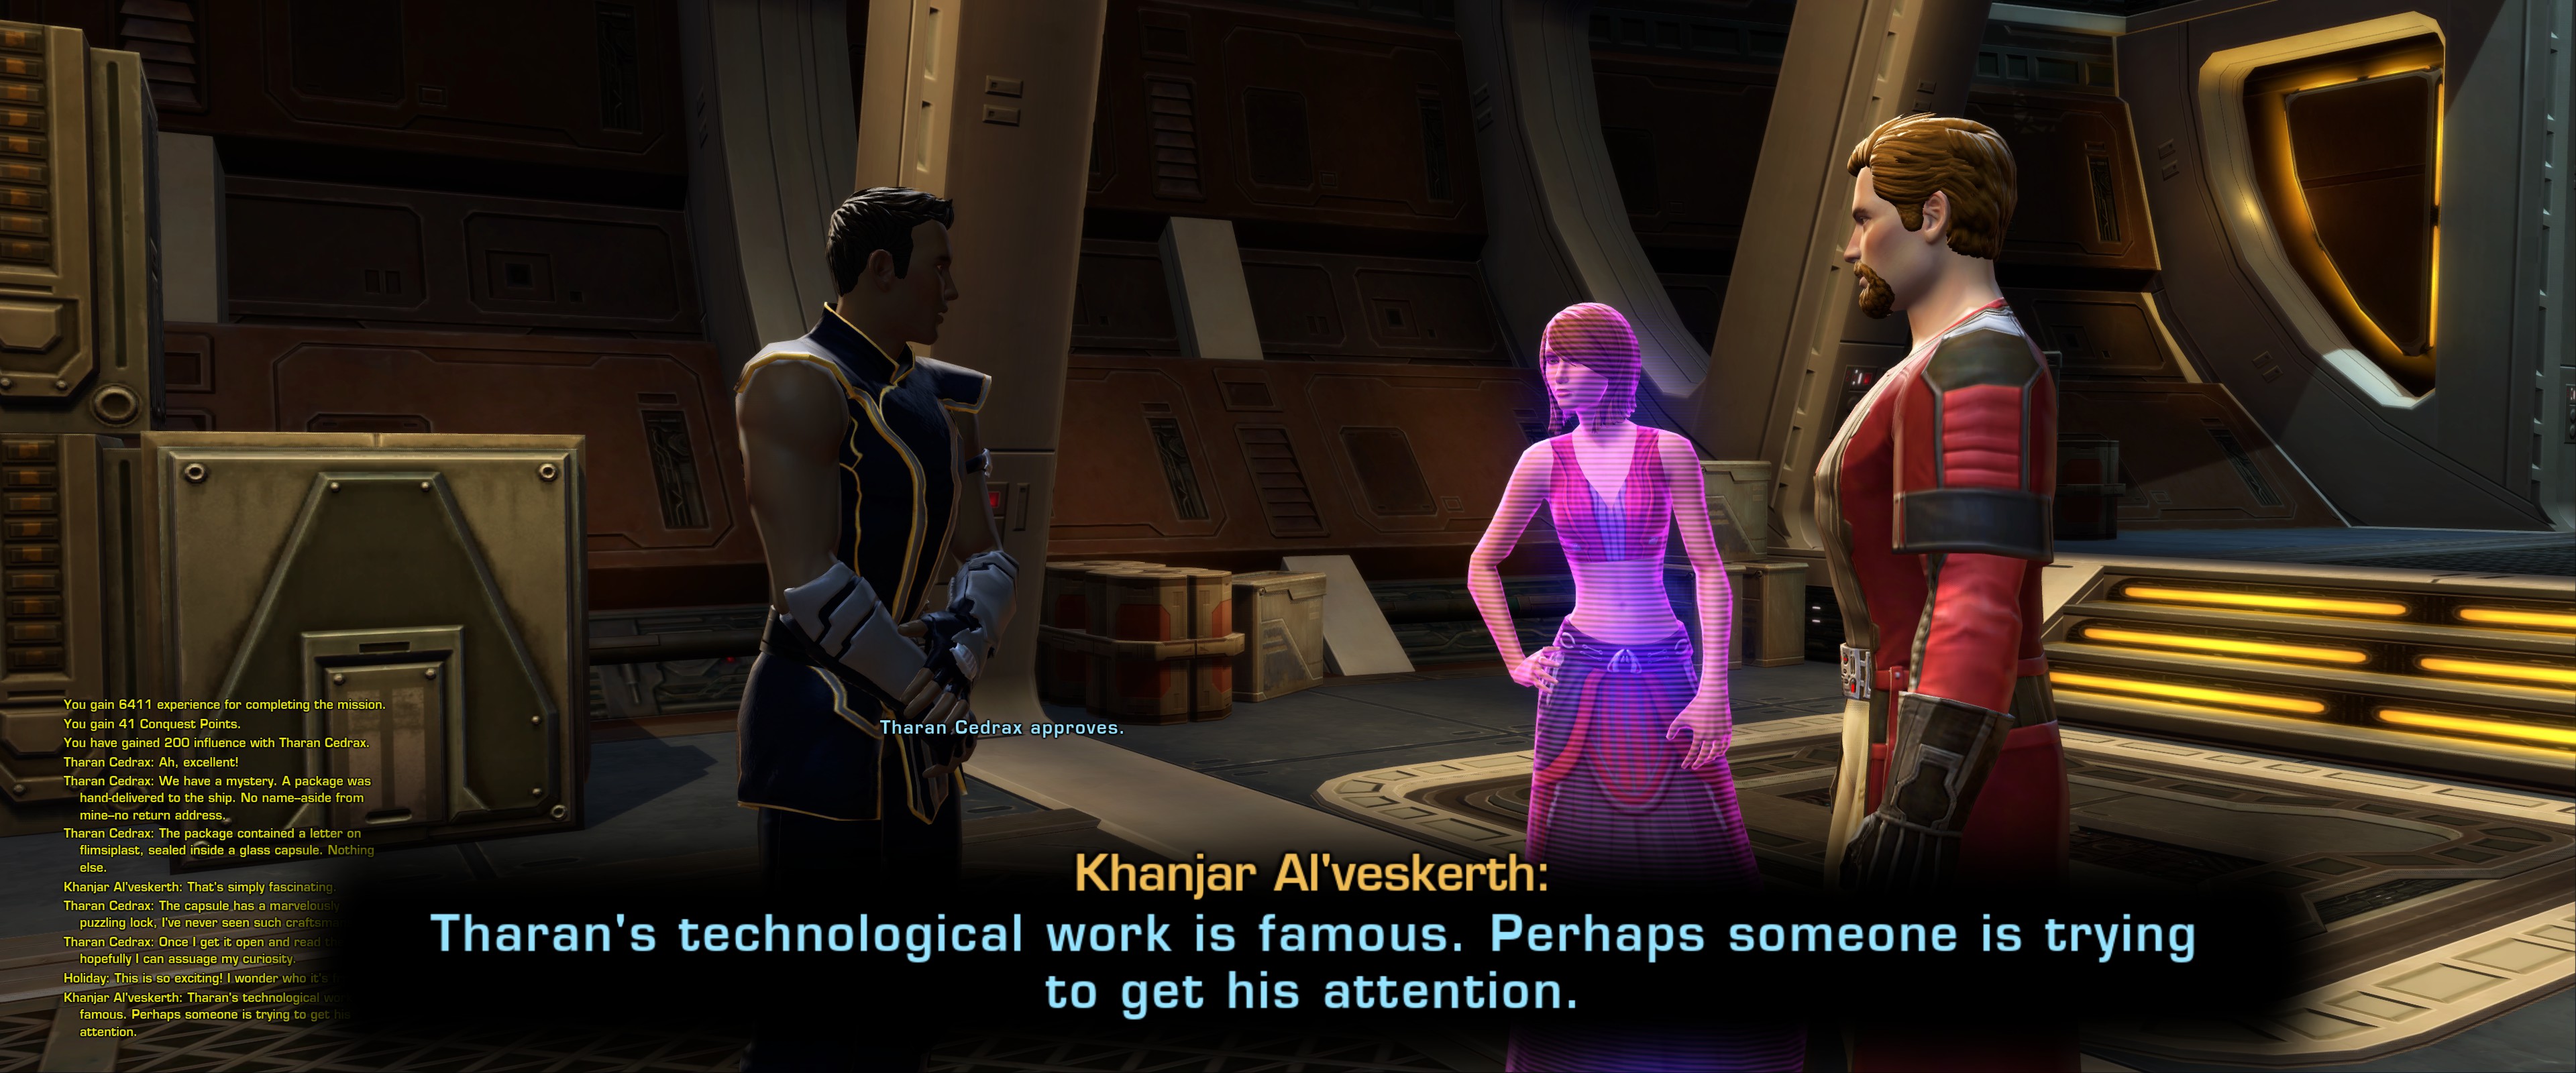 You gain 6411 experience for completing the mission.
You gain 41 Conquest Points.
You have gained 200 influence with Tharan Cedrax.
Tharan Cedrax: Ah, excellent!
Tharan Cedrax: We have a mystery. A package was
hand-delivered to the ship. No name–aside from
mine–no return address.
Tharan Cedrax: The package contained a letter on
flimsiplast, sealed inside a glass capsule. Nothing
else.
Khanjar Al'veskerth: That's simply fascinating.
Tharan Cedrax: The capsule has a marvelously
puzzling lock, I've never seen such
Tharan Cedrax: Once I get it open and read
hopefully I can assuage my curiosity.
Holiday: This is so exciting! I wonder who it's
Khanjar Al'veskerth: Tharan's technological
famous. Perhaps someone is trying to get his
attention.
Tharan Cedrax approves.
Khanjar Al'veskerth:
Tharan's technological work is famous. Perhaps someone is trying
to get his attention.